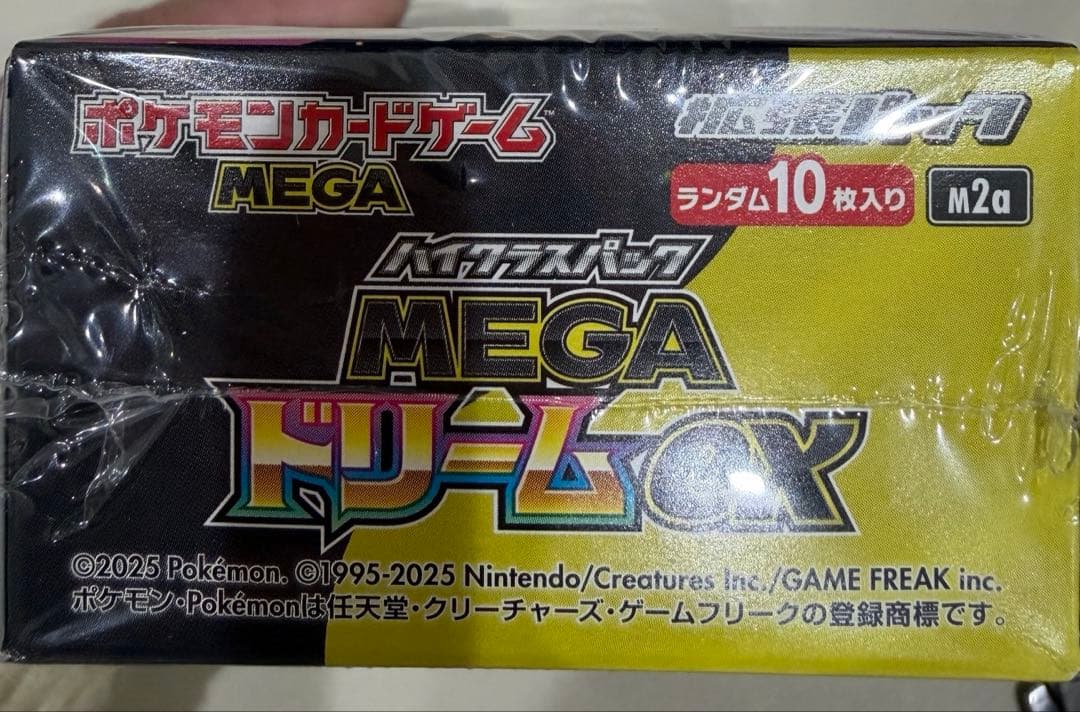 ポケモンカードゲーム
MEGA
拡張パック
ランダム10枚入り
M2a
ハイクラスパック
MEGA
ドリームex
©2025 Pokémon. ©1995-2025 Nintendo/Creatures Inc./GAME FREAK inc.
ポケモン・Pokémonは任天堂・クリーチャーズ・ゲームフリークの登録商標です。